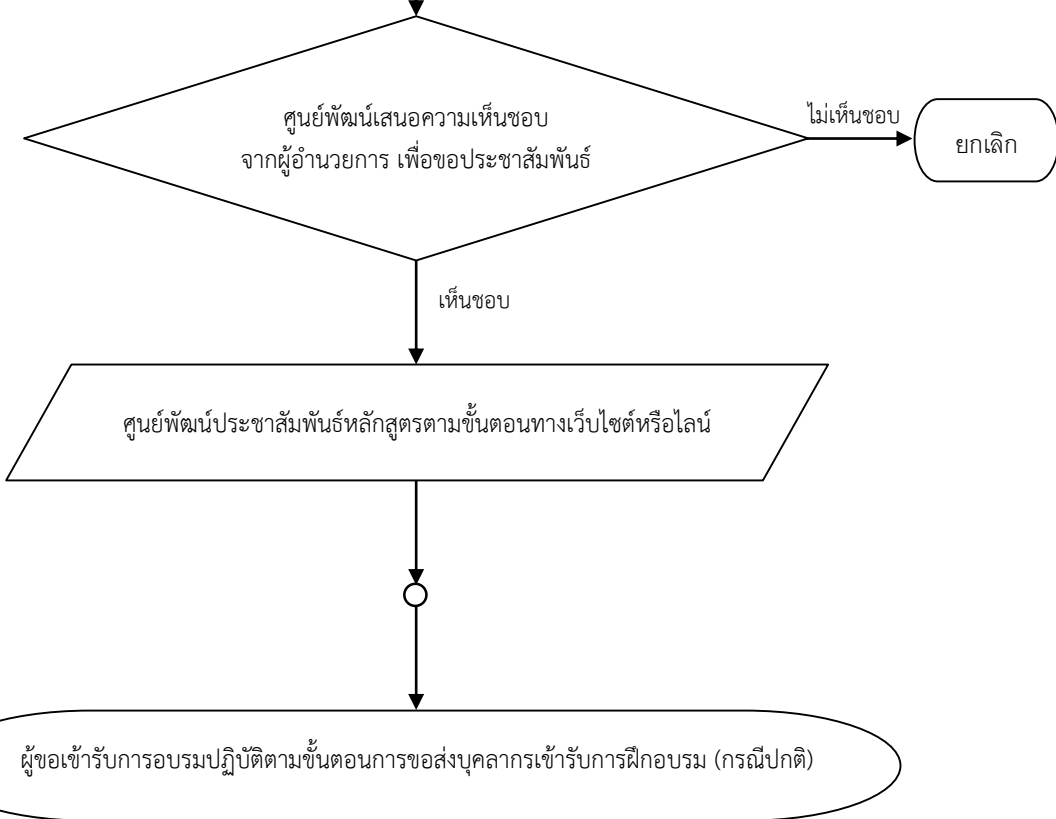 ศูนย์พัฒน์เสนอความเห็นชอบ
จากผู้อำนวยการ เพื่อขอประชาสัมพันธ์
ไม่เห็นชอบ
ยกเลิก
เห็นชอบ
ศูนย์พัฒน์ประชาสัมพันธ์หลักสูตรตามขั้นตอนทางเว็บไซต์หรือไลน์
ผู้ขอเข้ารับการอบรมปฏิบัติตามขั้นตอนการขอส่งบุคลากรเข้ารับการฝึกอบรม (กรณีปกติ)